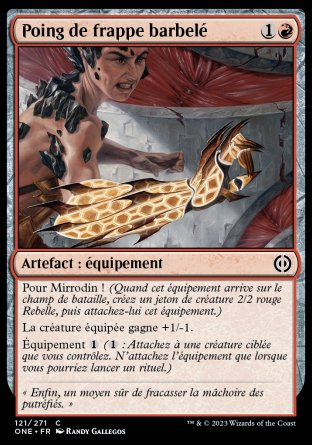 Poing de frappe barbelé 1
Artefact : équipement
Pour Mirrodin ! (Quand cet équipement arrive sur le
champ de bataille, créez un jeton de créature 2/2 rouge
Rebelle, puis attachez-lui cet équipement.)
La créature équipée gagne +1/-1.
Équipement 1 (1 : Attachez à une créature ciblée
que vous contrôlez. N'attachez l'équipement que lorsque
vous pourriez lancer un rituel.)
« Enfin, un moyen sûr de fracasser la mâchoire des
putréfiés. »
121/271 C
ONE • FR Randy Gallegos
™ & © 2023 Wizards of the Coast